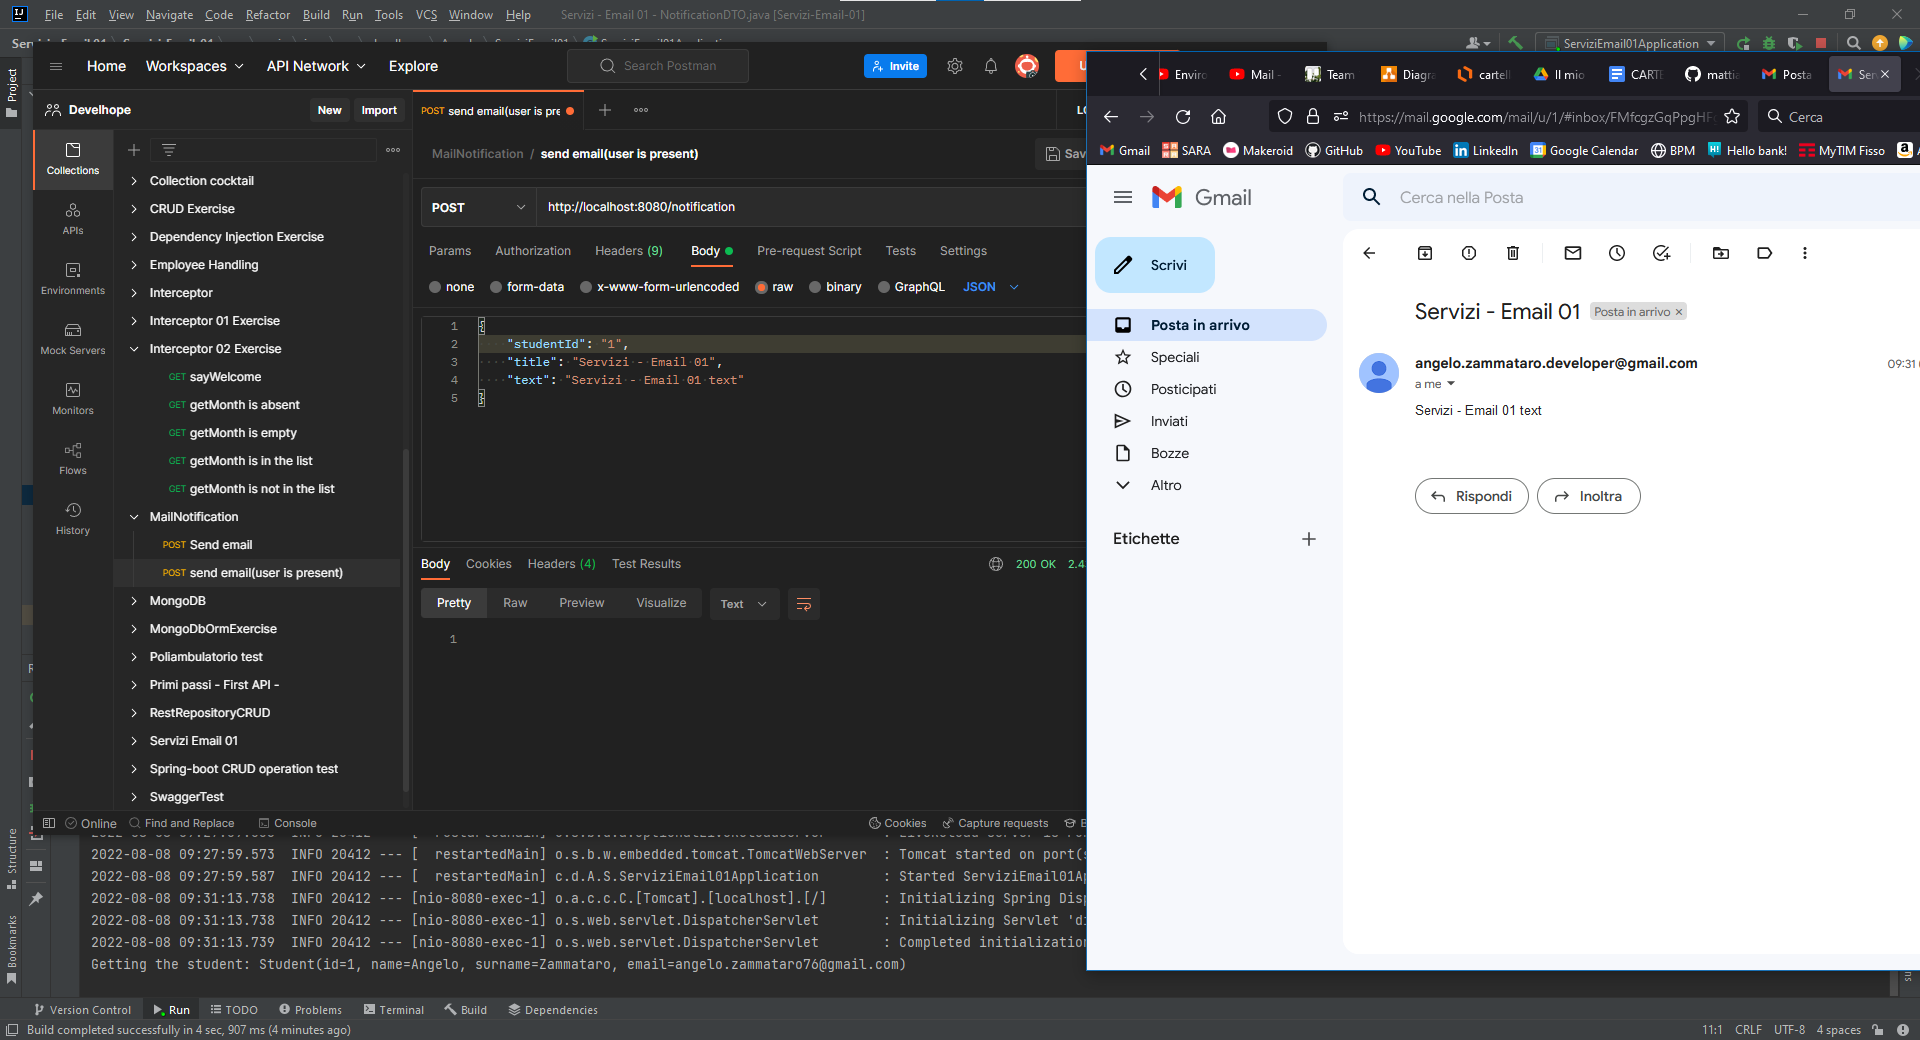 File Edit View Navigate Code Refactor Build Run Tools VCS Window Help Servizi - Email 01 - NotificationDTO.java [Servizi-Email-01]
ServiziEmail01Application
Project
Home Workspaces API Network Explore Search Postman Invite
Develhope New Import
POST send email(user is pre
MailNotification / send email(user is present) Sav
Collections
APIs
Environments
Mock Servers
Monitors
Flows
History
Collection cocktail
CRUD Exercise
Dependency Injection Exercise
Employee Handling
Interceptor
Interceptor 01 Exercise
Interceptor 02 Exercise
GET sayWelcome
GET getMonth is absent
GET getMonth is empty
GET getMonth is in the list
GET getMonth is not in the list
MailNotification
POST Send email
POST send email(user is present)
MongoDB
MongoDbOrmExercise
Poliambulatorio test
Primi passi - First API -
RestRepositoryCRUD
Servizi Email 01
Spring-boot CRUD operation test
SwaggerTest
POST http://localhost:8080/notification
Params Authorization Headers (9) Body Pre-request Script Tests Settings
none form-data x-www-form-urlencoded raw binary GraphQL JSON
1 {
2 "studentId": "1",
3 "title": "Servizi - Email 01",
4 "text": "Servizi - Email 01 text"
5 }
Body Cookies Headers (4) Test Results 200 OK 2.4
Pretty Raw Preview Visualize Text
1
Online Find and Replace Console Cookies Capture requests
Enviro Mail - Team Diagra cartell Il mio CARTE mattia Posta Ser
https://mail.google.com/mail/u/1/#inbox/FMfcgzGqPpgHF Cerca
Gmail SARA Makeroid GitHub YouTube LinkedIn Google Calendar BPM Hello bank! MyTIM Fisso
Gmail
Cerca nella Posta
Scrivi
Posta in arrivo
Speciali
Posticipati
Inviati
Bozze
Altro
Etichette
Servizi - Email 01 Posta in arrivo
angelo.zammataro.developer@gmail.com 09:31
a me
Servizi - Email 01 text
Rispondi Inoltra
2022-08-08 09:27:59.573 INFO 20412 --- [ restartedMain] o.s.b.w.embedded.tomcat.TomcatWebServer : Tomcat started on port(s
2022-08-08 09:27:59.587 INFO 20412 --- [ restartedMain] c.d.A.S.ServiziEmail01Application : Started ServiziEmail01Ap
2022-08-08 09:31:13.738 INFO 20412 --- [nio-8080-exec-1] o.a.c.c.C.[Tomcat].[localhost].[/] : Initializing Spring Disp
2022-08-08 09:31:13.738 INFO 20412 --- [nio-8080-exec-1] o.s.web.servlet.DispatcherServlet : Initializing Servlet 'di
2022-08-08 09:31:13.739 INFO 20412 --- [nio-8080-exec-1] o.s.web.servlet.DispatcherServlet : Completed initialization
Getting the student: Student(id=1, name=Angelo, surname=Zammataro, email=angelo.zammataro76@gmail.com)
Structure
Bookmarks
Version Control Run TODO Problems Terminal Build Dependencies
Build completed successfully in 4 sec, 907 ms (4 minutes ago) 11:1 CRLF UTF-8 4 spaces